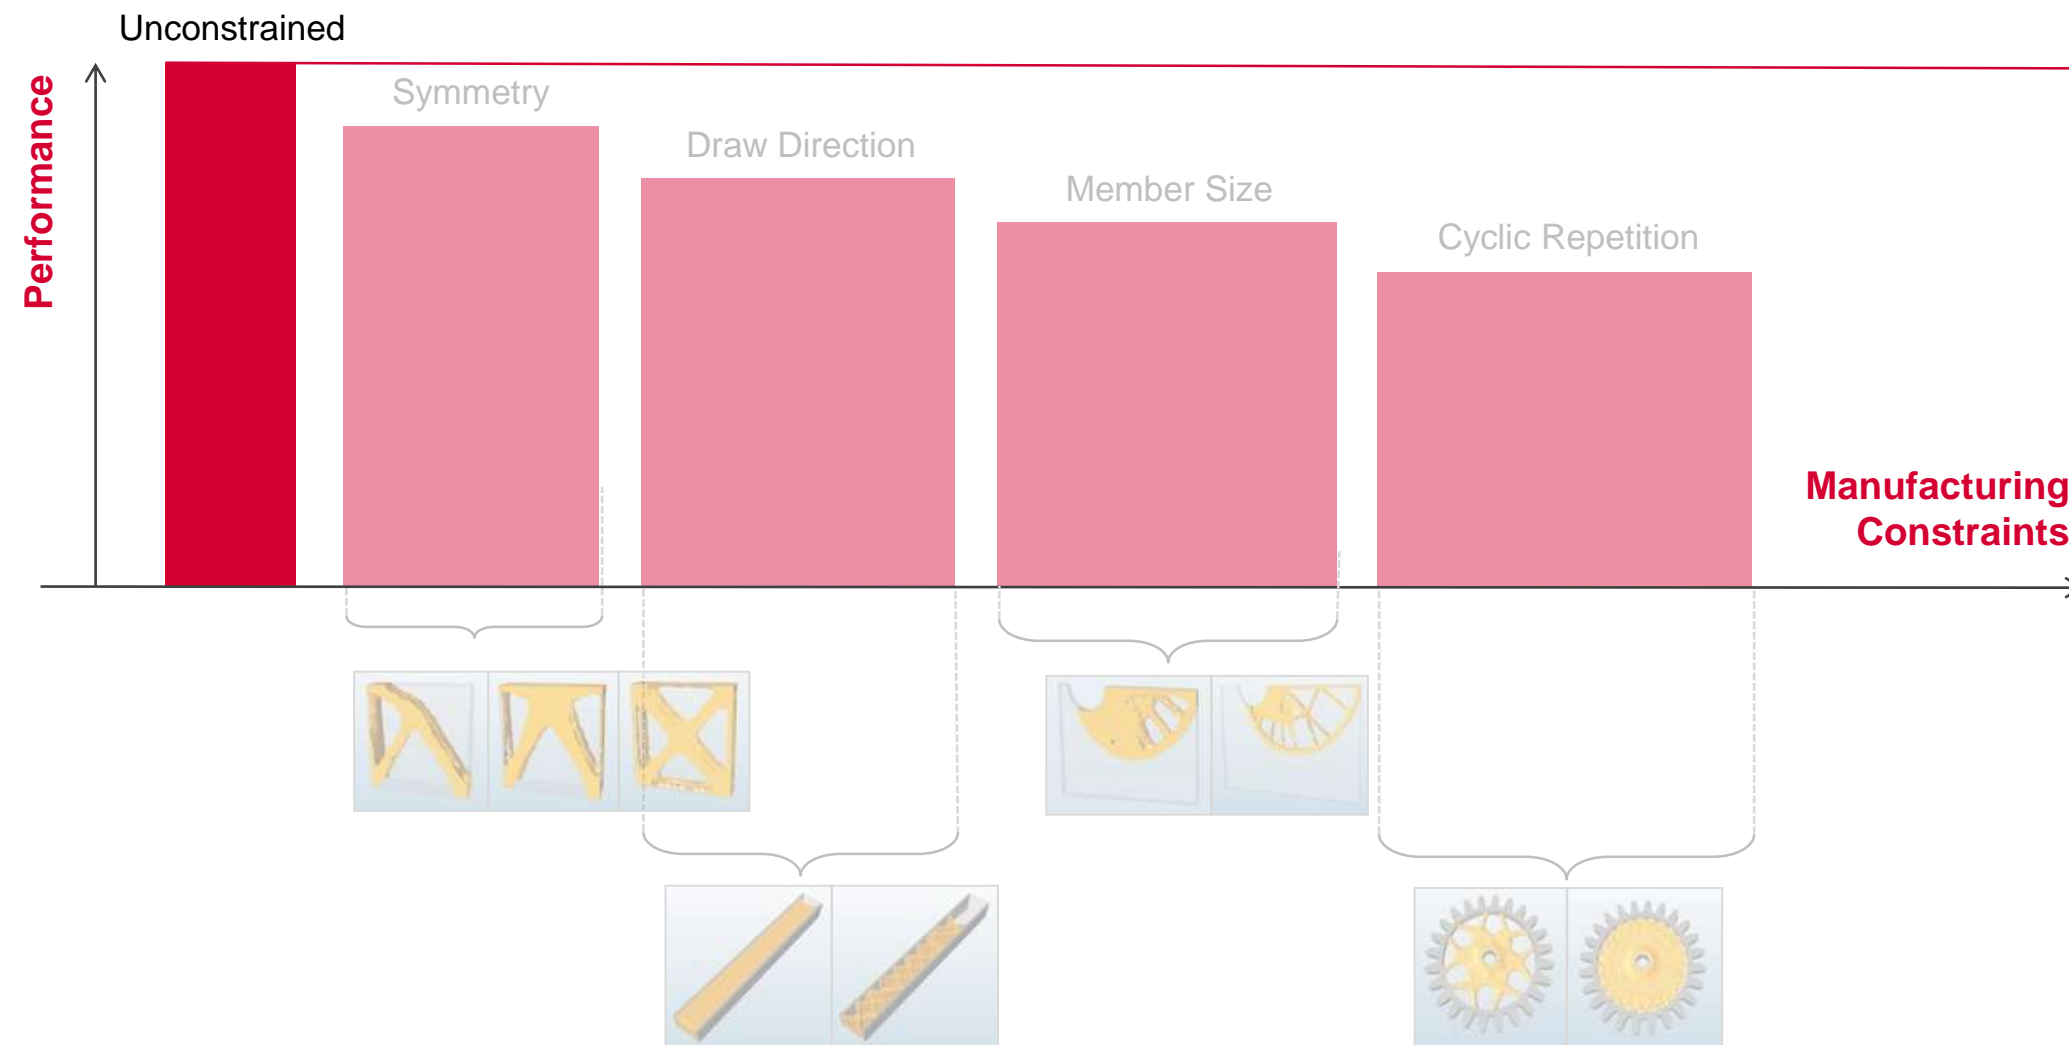 Unconstrained
Performance
Symmetry
Draw Direction
Member Size
Cyclic Repetition
Manufacturing
Constraints